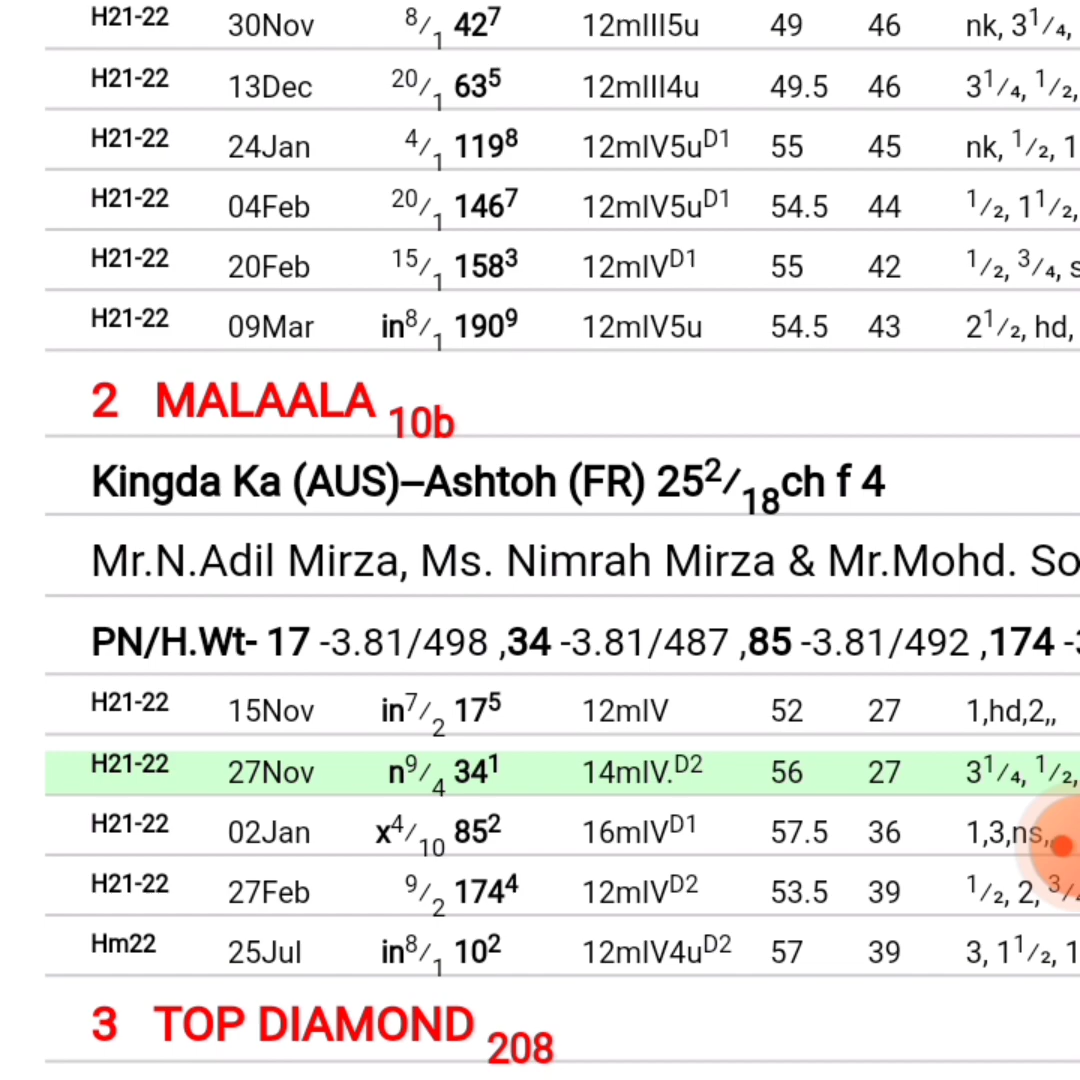 H21-22 30Nov 8/1 42⁷ 12mIII5u 49 46 nk, 3¹/₄,
H21-22 13Dec 20/1 63⁵ 12mIII4u 49.5 46 3¹/₄, ¹/₂,
H21-22 24Jan 4/1 119⁸ 12mIV5uᴰ¹ 55 45 nk, ¹/₂, 1
H21-22 04Feb 20/1 146⁷ 12mIV5uᴰ¹ 54.5 44 ¹/₂, 1¹/₂,
H21-22 20Feb 15/1 158³ 12mIVᴰ¹ 55 42 ¹/₂, ³/₄, s
H21-22 09Mar in8/1 190⁹ 12mIV5u 54.5 43 2¹/₂, hd,
2 MALAALA 10b
Kingda Ka (AUS)–Ashtoh (FR) 25²/₁₈ch f 4
Mr.N.Adil Mirza, Ms. Nimrah Mirza & Mr.Mohd. So
PN/H.Wt- 17 -3.81/498 ,34 -3.81/487 ,85 -3.81/492 ,174 -3
H21-22 15Nov in7/2 17⁵ 12mIV 52 27 1,hd,2,,
H21-22 27Nov n9/4 34¹ 14mIV.ᴰ² 56 27 3¹/₄, ¹/₂,
H21-22 02Jan x4/10 85² 16mIVᴰ¹ 57.5 36 1,3,ns,
H21-22 27Feb 9/2 174⁴ 12mIVᴰ² 53.5 39 ¹/₂, 2, ³/₄
Hm22 25Jul in8/1 10² 12mIV4uᴰ² 57 39 3, 1¹/₂, 1
3 TOP DIAMOND 208